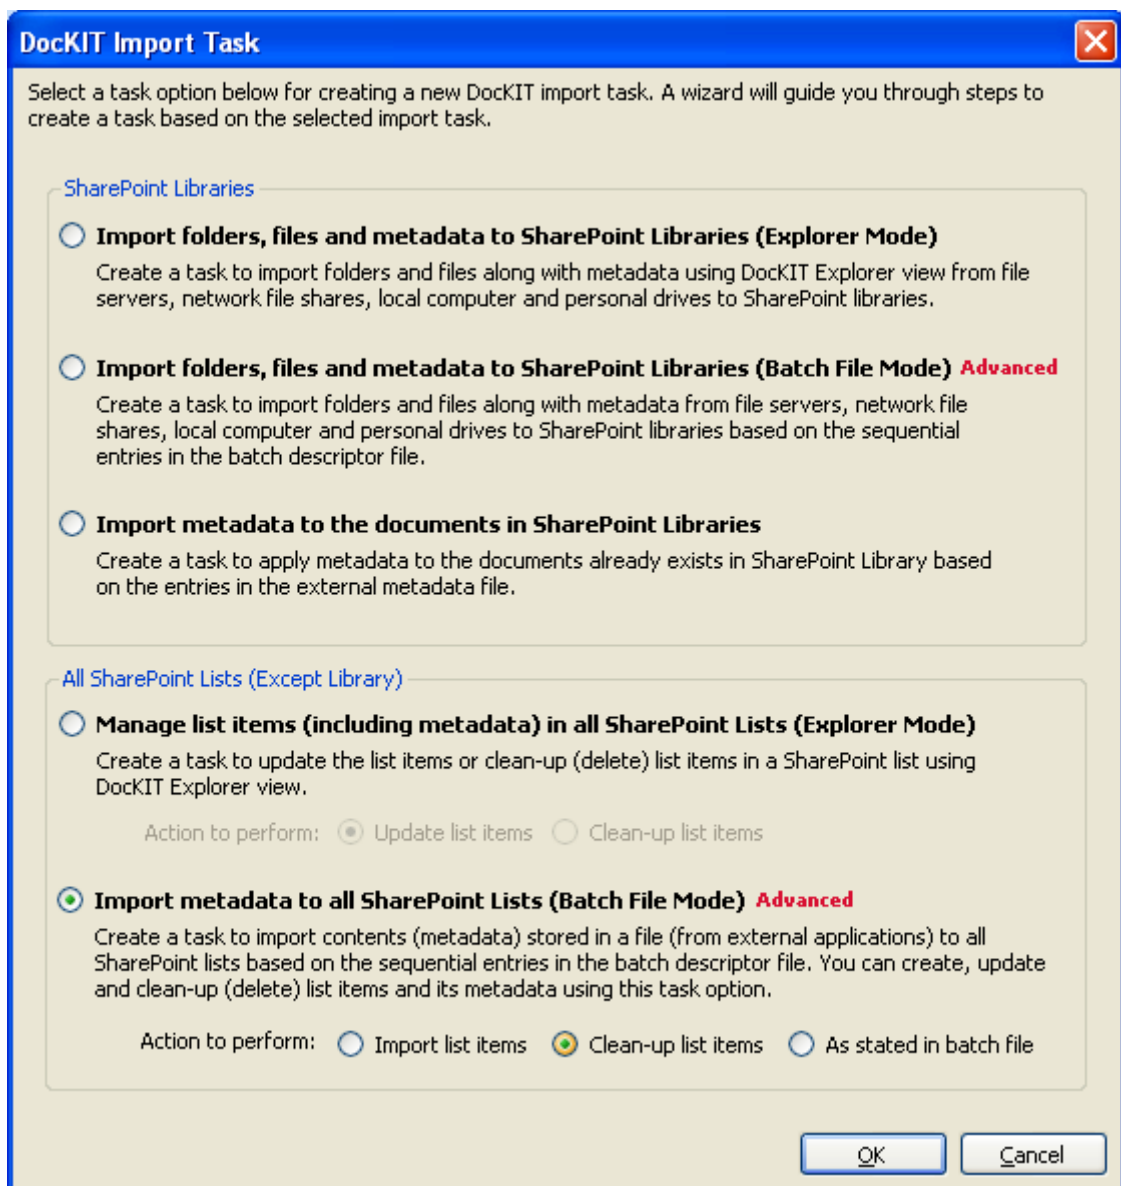 DocKIT Import Task
Select a task option below for creating a new DocKIT import task. A wizard will guide you through steps to
create a task based on the selected import task.
SharePoint Libraries
Import folders, files and metadata to SharePoint Libraries (Explorer Mode)
Create a task to import folders and files along with metadata using DocKIT Explorer view from file
servers, network file shares, local computer and personal drives to SharePoint libraries.
Import folders, files and metadata to SharePoint Libraries (Batch File Mode) Advanced
Create a task to import folders and files along with metadata from file servers, network file
shares, local computer and personal drives to SharePoint libraries based on the sequential
entries in the batch descriptor file.
Import metadata to the documents in SharePoint Libraries
Create a task to apply metadata to the documents already exists in SharePoint Library based
on the entries in the external metadata file.
All SharePoint Lists (Except Library)
Manage list items (including metadata) in all SharePoint Lists (Explorer Mode)
Create a task to update the list items or clean-up (delete) list items in a SharePoint list using
DocKIT Explorer view.
Action to perform: Update list items Clean-up list items
Import metadata to all SharePoint Lists (Batch File Mode) Advanced
Create a task to import contents (metadata) stored in a file (from external applications) to all
SharePoint lists based on the sequential entries in the batch descriptor file. You can create, update
and clean-up (delete) list items and its metadata using this task option.
Action to perform: Import list items Clean-up list items As stated in batch file
OK Cancel